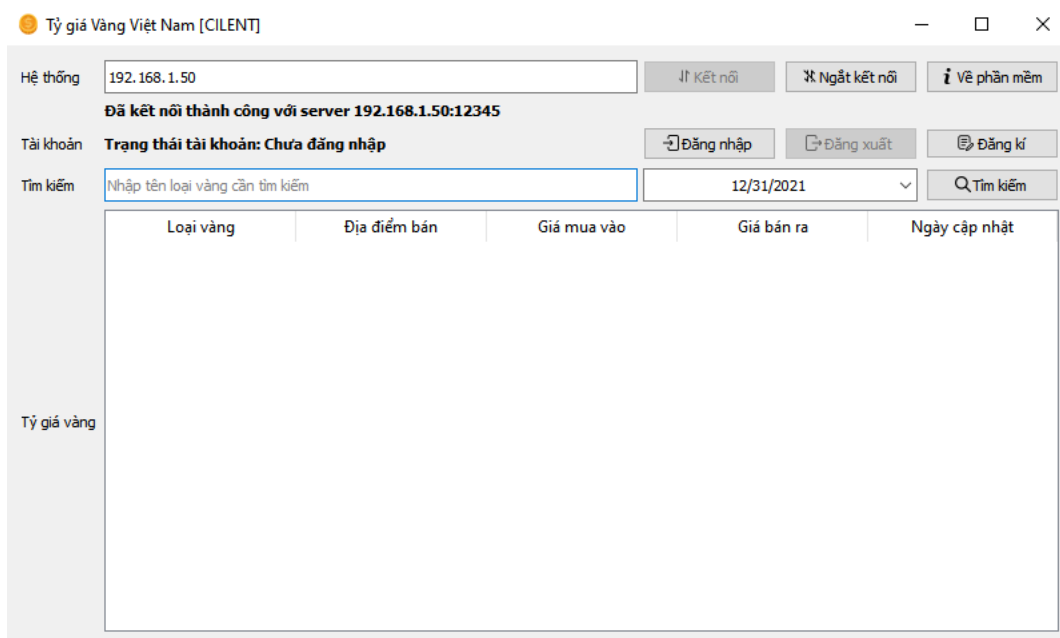 Tỷ giá Vàng Việt Nam [CILENT]
Hệ thống 192.168.1.50 Kết nối Ngắt kết nối Về phần mềm
Đã kết nối thành công với server 192.168.1.50:12345
Tài khoản Trạng thái tài khoản: Chưa đăng nhập Đăng nhập Đăng xuất Đăng kí
Tìm kiếm Nhập tên loại vàng cần tìm kiếm 12/31/2021 Tìm kiếm
Loại vàng Địa điểm bán Giá mua vào Giá bán ra Ngày cập nhật
Tỷ giá vàng